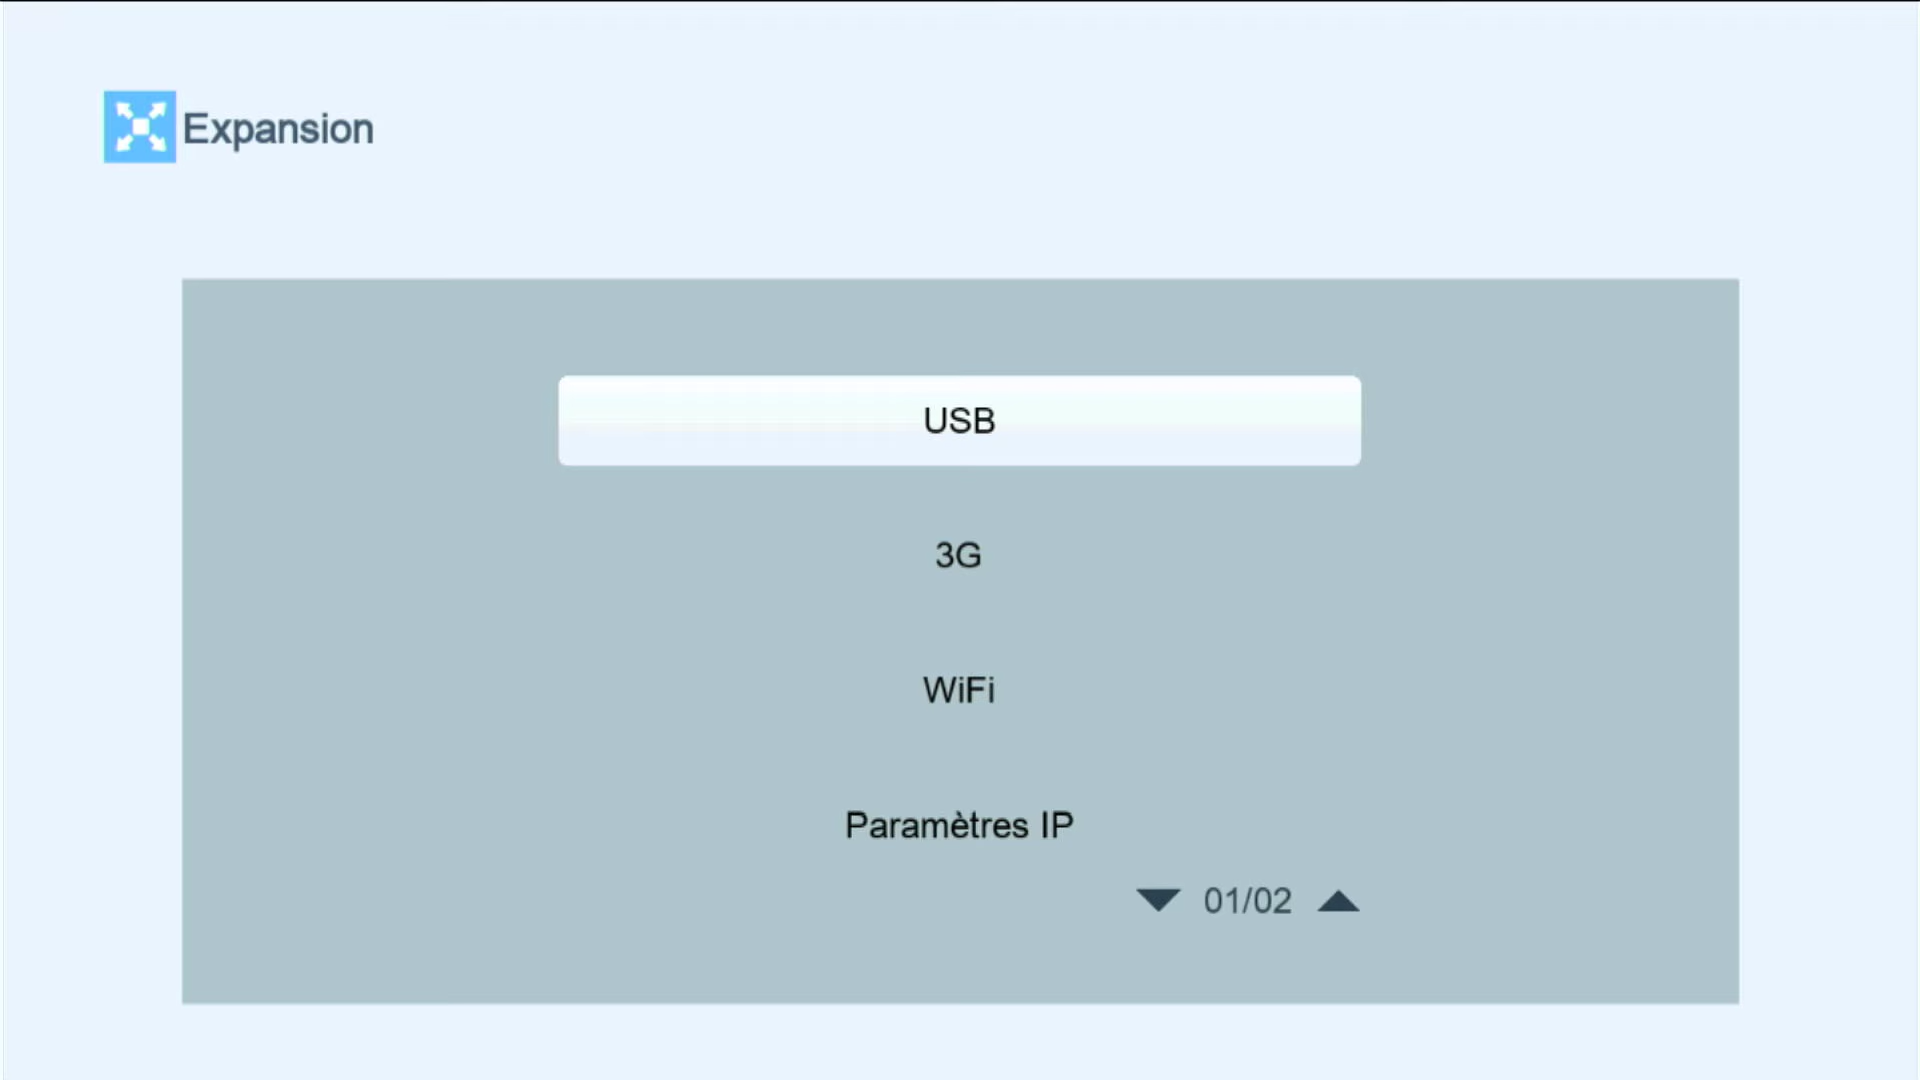 Expansion
USB
3G
WiFi
Paramètres IP
01/02